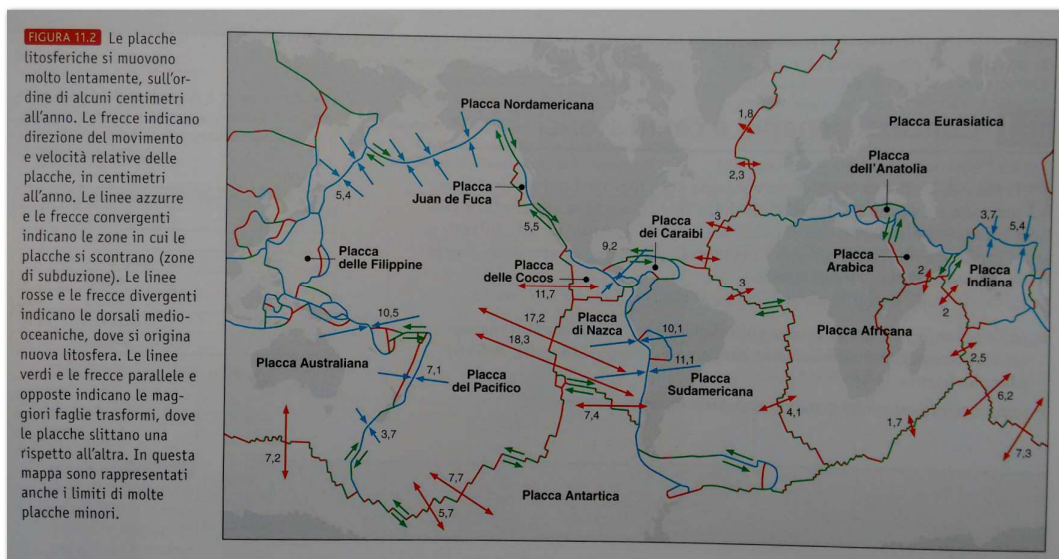 FIGURA 11.2 Le placche
litosferiche si muovono
molto lentamente, sull'or-
dine di alcuni centimetri
all'anno. Le frecce indicano
direzione del movimento
e velocità relative delle
placche, in centimetri
all'anno. Le linee azzurre
e le frecce convergenti
indicano le zone in cui le
placche si scontrano (zone
di subduzione). Le linee
rosse e le frecce divergenti
indicano le dorsali medio-
oceaniche, dove si origina
nuova litosfera. Le linee
verdi e le frecce parallele e
opposte indicano le mag-
giori faglie trasformi, dove
le placche slittano una
rispetto all'altra. In questa
mappa sono rappresentati
anche i limiti di molte
placche minori.
Placca Nordamericana
1,8
Placca Eurasiatica
Placca
dell'Anatolia
2,3
5,4
Placca
Juan de Fuca
5,5
3
Placca
dei Caraibi
3,7
5,4
9,2
Placca
delle Filippine
Placca
delle Cocos
11,7
Placca
Arabica
2
Placca
Indiana
3
2
10,5
17,2
18,3
Placca
di Nazca
10,1
Placca Africana
Placca Australiana
7,1
Placca
del Pacifico
11,1
Placca
Sudamericana
2,5
3,7
7,4
4,1
6,2
1,7
7,2
7,7
7,3
5,7
Placca Antartica